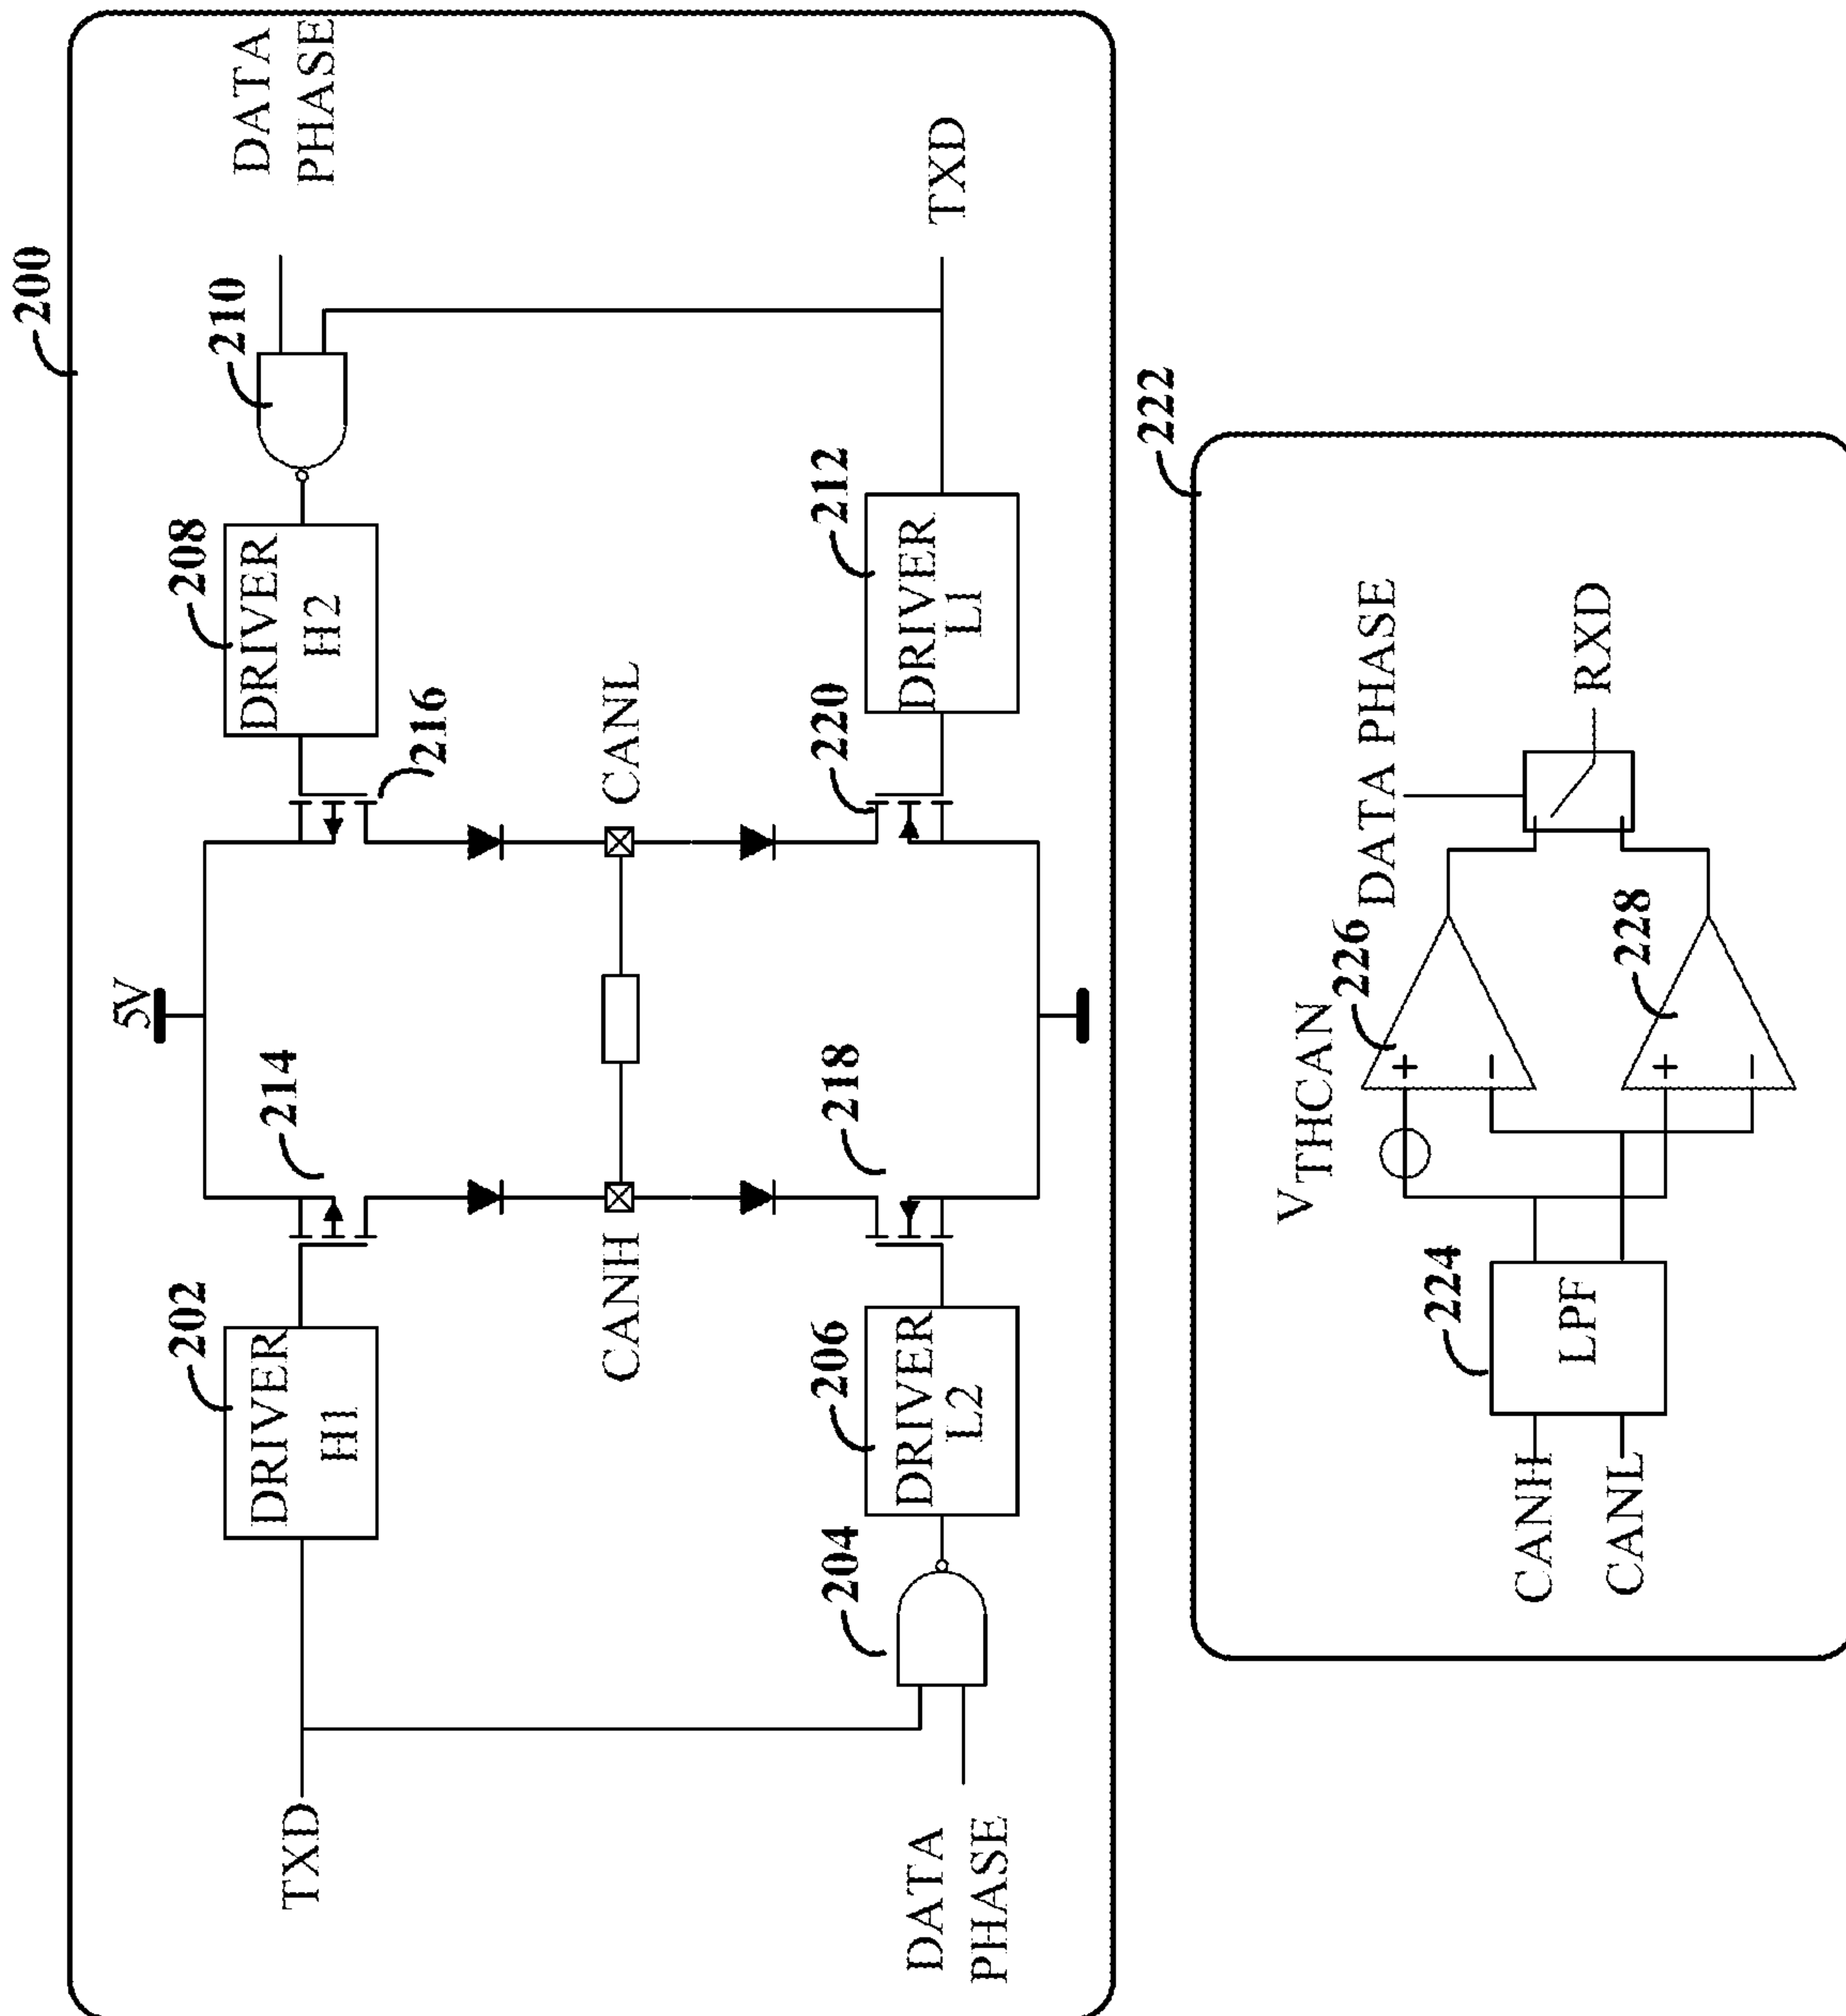 200
DATA
PHASE
210
5V
202
DRIVER
H1
214
208
DRIVER
H2
216
TXD
CANH
CANL
204
206
DRIVER
L2
218
220
212
DRIVER
L1
TXD
DATA
PHASE
222
VTHCAN
226
DATA PHASE
224
LPF
CANH
CANL
+
−
228
+
−
RXD